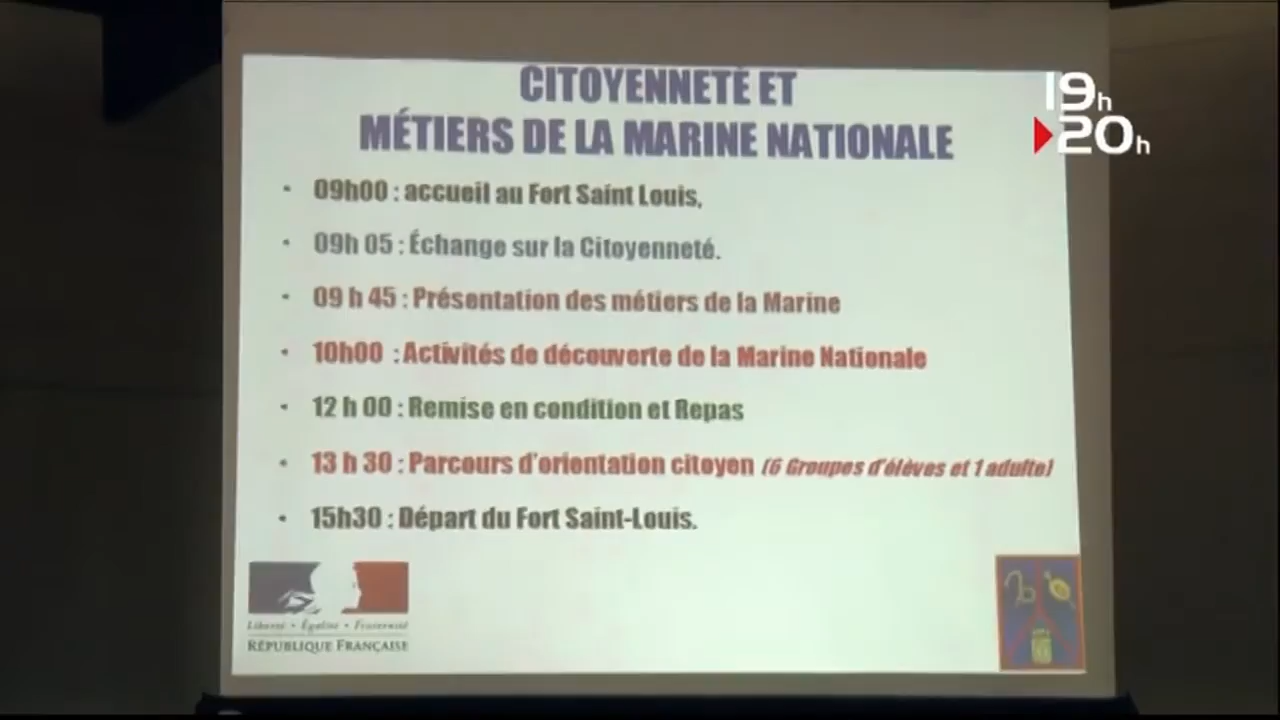 CITOYENNETÉ ET
MÉTIERS DE LA MARINE NATIONALE
19h
20h
• 09h00 : accueil au Fort Saint Louis,
• 09h 05 : Échange sur la Citoyenneté.
• 09 h 45 : Présentation des métiers de la Marine
• 10h00 : Activités de découverte de la Marine Nationale
• 12 h 00 : Remise en condition et Repas
• 13 h 30 : Parcours d'orientation citoyen (6 Groupes d'élèves et 1 adulte)
• 15h30 : Départ du Fort Saint-Louis.
Liberté • Égalité • Fraternité
RÉPUBLIQUE FRANÇAISE